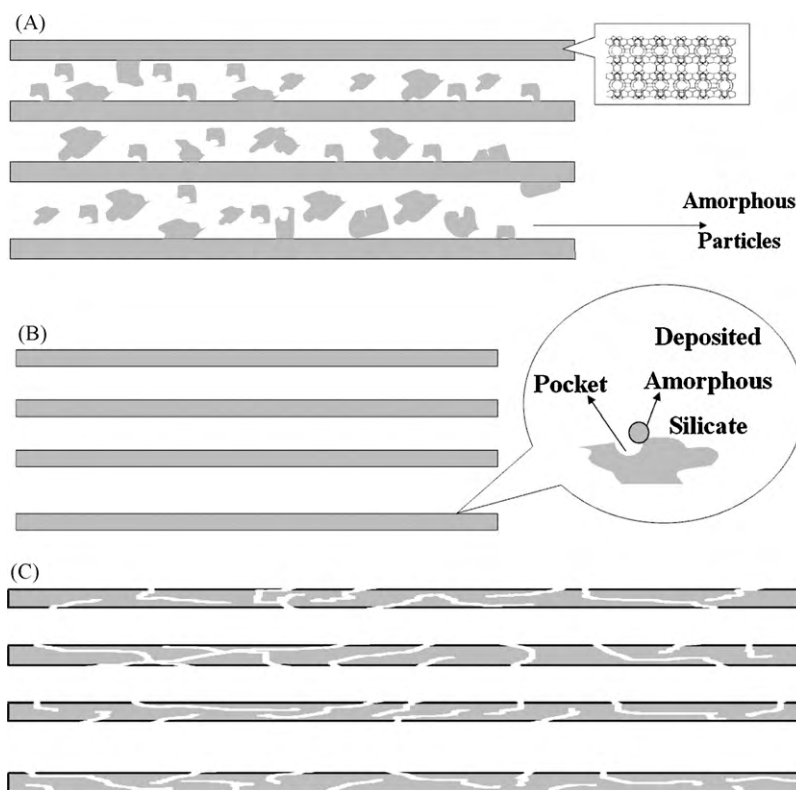 (A)
Amorphous
Particles
(B)
Deposited
Pocket Amorphous
Silicate
(C)